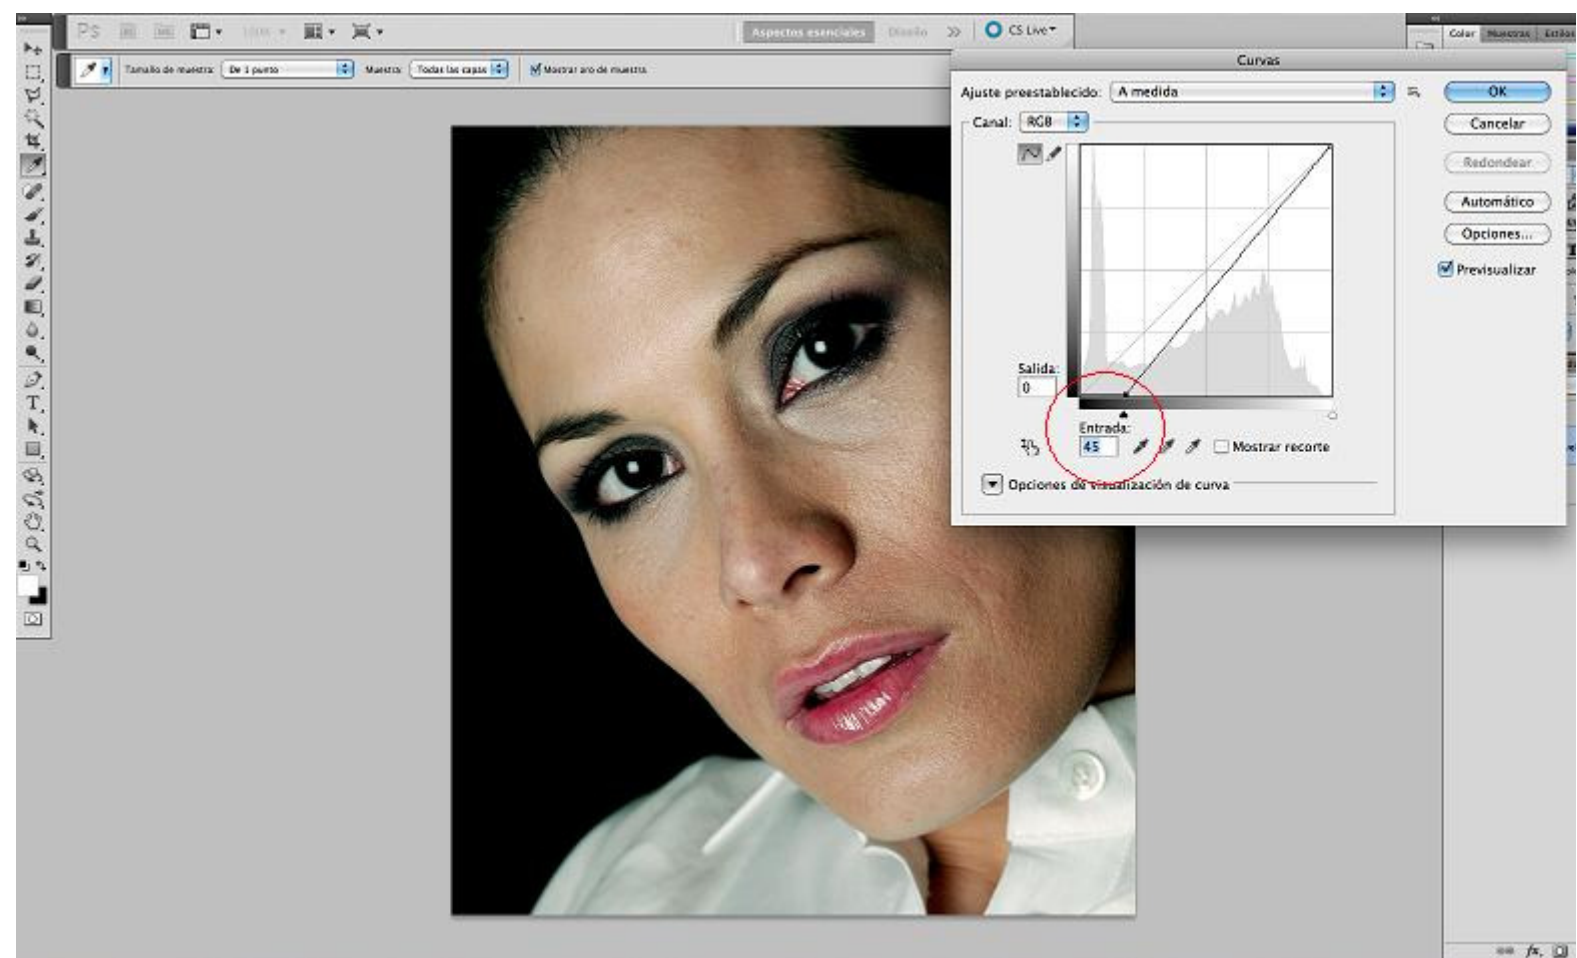 Ps
100%
Aspectos esenciales Diseño >> CS Live
Color Muestras Estilos
Tamaño de muestra: De 1 punto Muestra: Todas las capas Mostrar aro de muestra
Curvas
Ajuste preestablecido: A medida
OK
Canal: RGB
Cancelar
Redondear
Automático
Opciones...
Previsualizar
Salida:
0
Entrada:
45
Mostrar recorte
Opciones de visualización de curva
T
fx